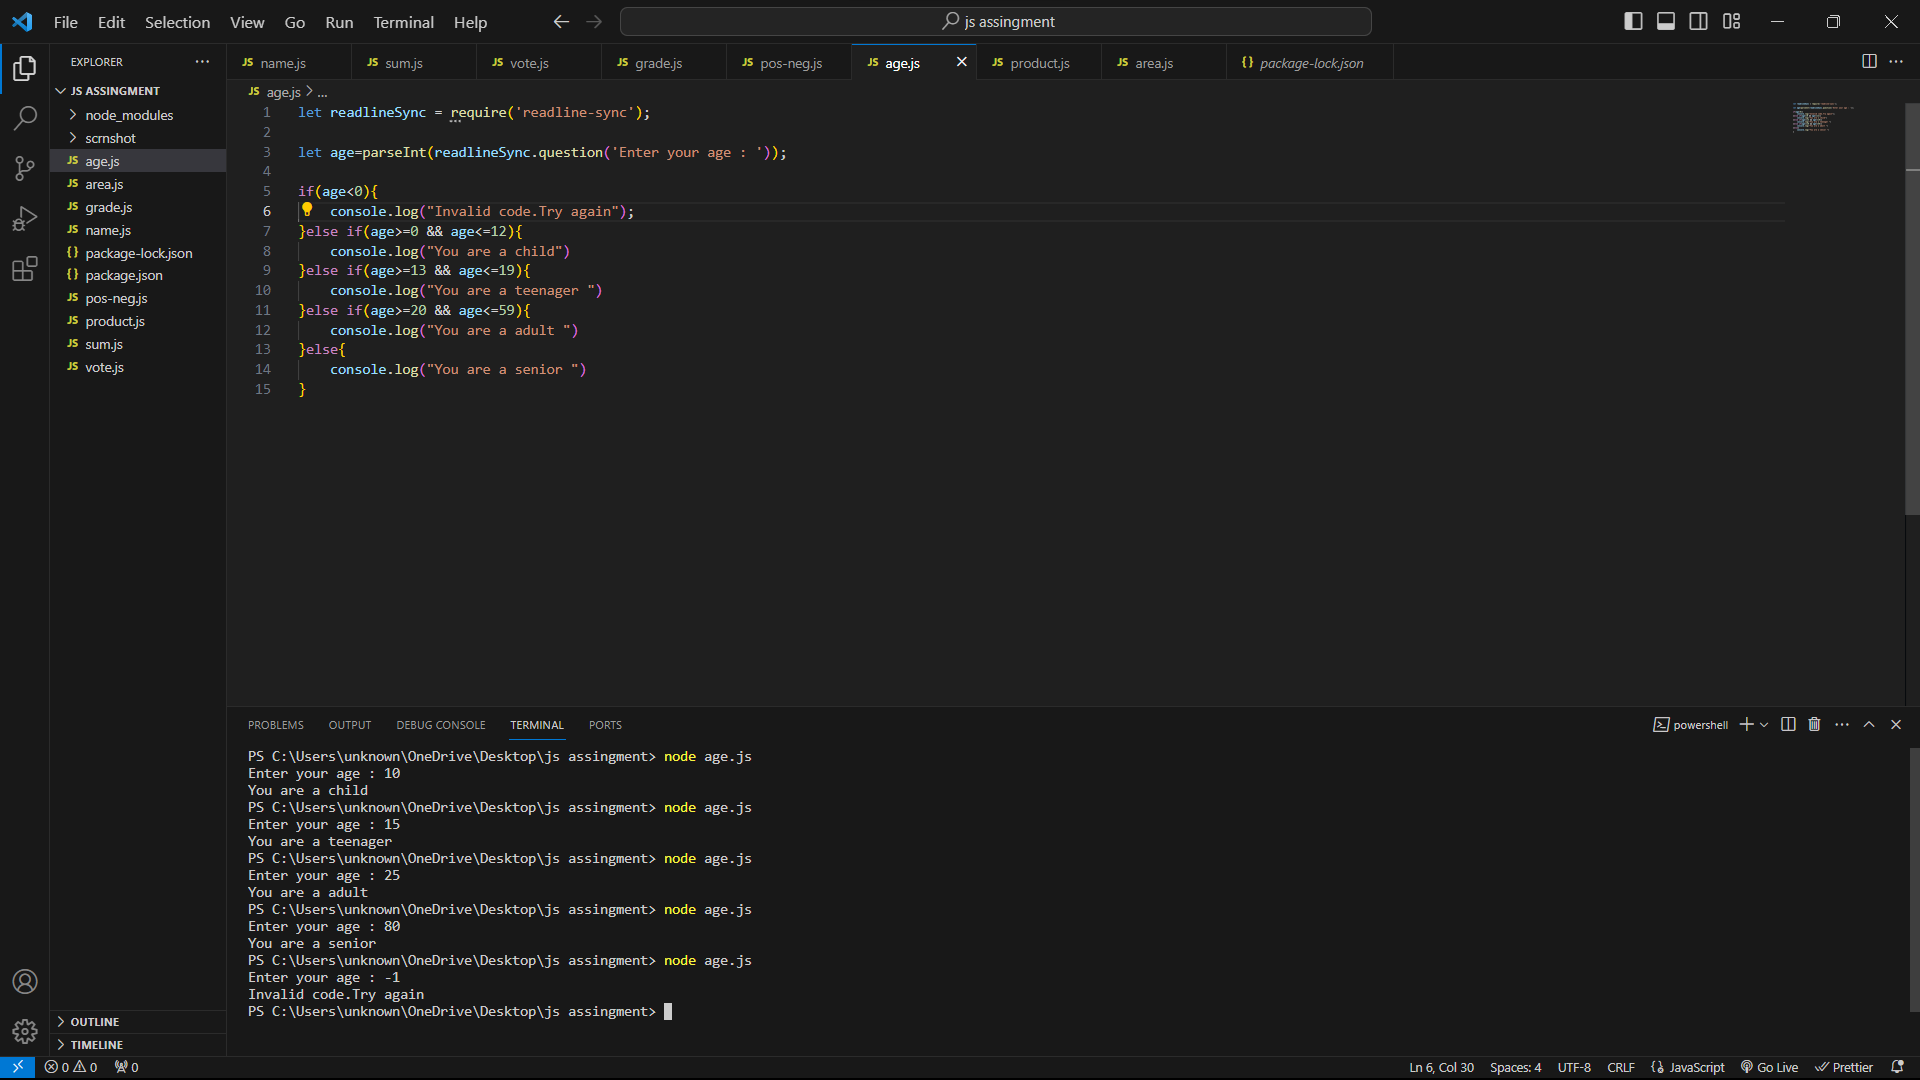 File Edit Selection View Go Run Terminal Help
js assingment
EXPLORER
JS ASSINGMENT
node_modules
scrnshot
JS age.js
JS area.js
JS grade.js
JS name.js
{} package-lock.json
{} package.json
JS pos-neg.js
JS product.js
JS sum.js
JS vote.js
OUTLINE
TIMELINE
JS name.js JS sum.js JS vote.js JS grade.js JS pos-neg.js JS age.js JS product.js JS area.js {} package-lock.json
JS age.js > ...
1 let readlineSync = require('readline-sync');
2
3 let age=parseInt(readlineSync.question('Enter your age : '));
4
5 if(age<0){
6 console.log("Invalid code.Try again");
7 }else if(age>=0 && age<=12){
8 console.log("You are a child")
9 }else if(age>=13 && age<=19){
10 console.log("You are a teenager ")
11 }else if(age>=20 && age<=59){
12 console.log("You are a adult ")
13 }else{
14 console.log("You are a senior ")
15 }
PROBLEMS OUTPUT DEBUG CONSOLE TERMINAL PORTS
powershell
PS C:\Users\unknown\OneDrive\Desktop\js assingment> node age.js
Enter your age : 10
You are a child
PS C:\Users\unknown\OneDrive\Desktop\js assingment> node age.js
Enter your age : 15
You are a teenager
PS C:\Users\unknown\OneDrive\Desktop\js assingment> node age.js
Enter your age : 25
You are a adult
PS C:\Users\unknown\OneDrive\Desktop\js assingment> node age.js
Enter your age : 80
You are a senior
PS C:\Users\unknown\OneDrive\Desktop\js assingment> node age.js
Enter your age : -1
Invalid code.Try again
PS C:\Users\unknown\OneDrive\Desktop\js assingment>
0 0 0 Ln 6, Col 30 Spaces: 4 UTF-8 CRLF {} JavaScript Go Live Prettier